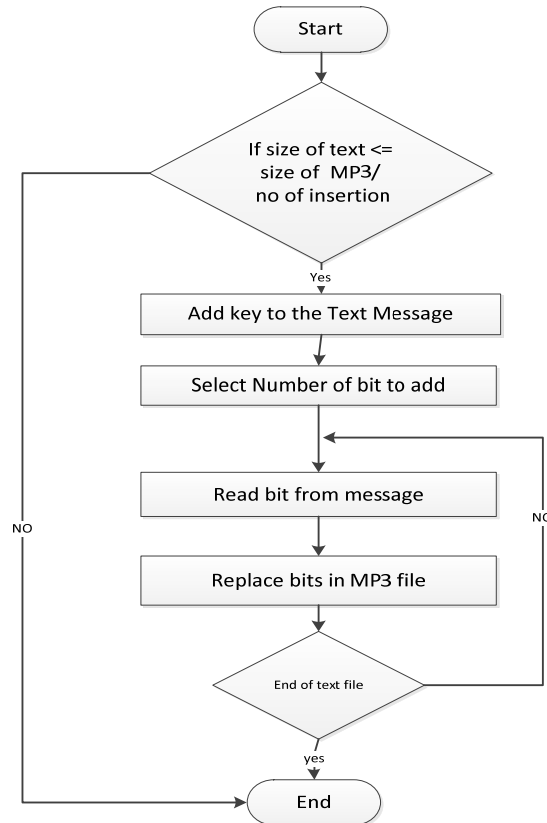 Start
If size of text <=
size of MP3/
no of insertion
Yes
Add key to the Text Message
Select Number of bit to add
Read bit from message
NO
NO
Replace bits in MP3 file
End of text file
yes
End